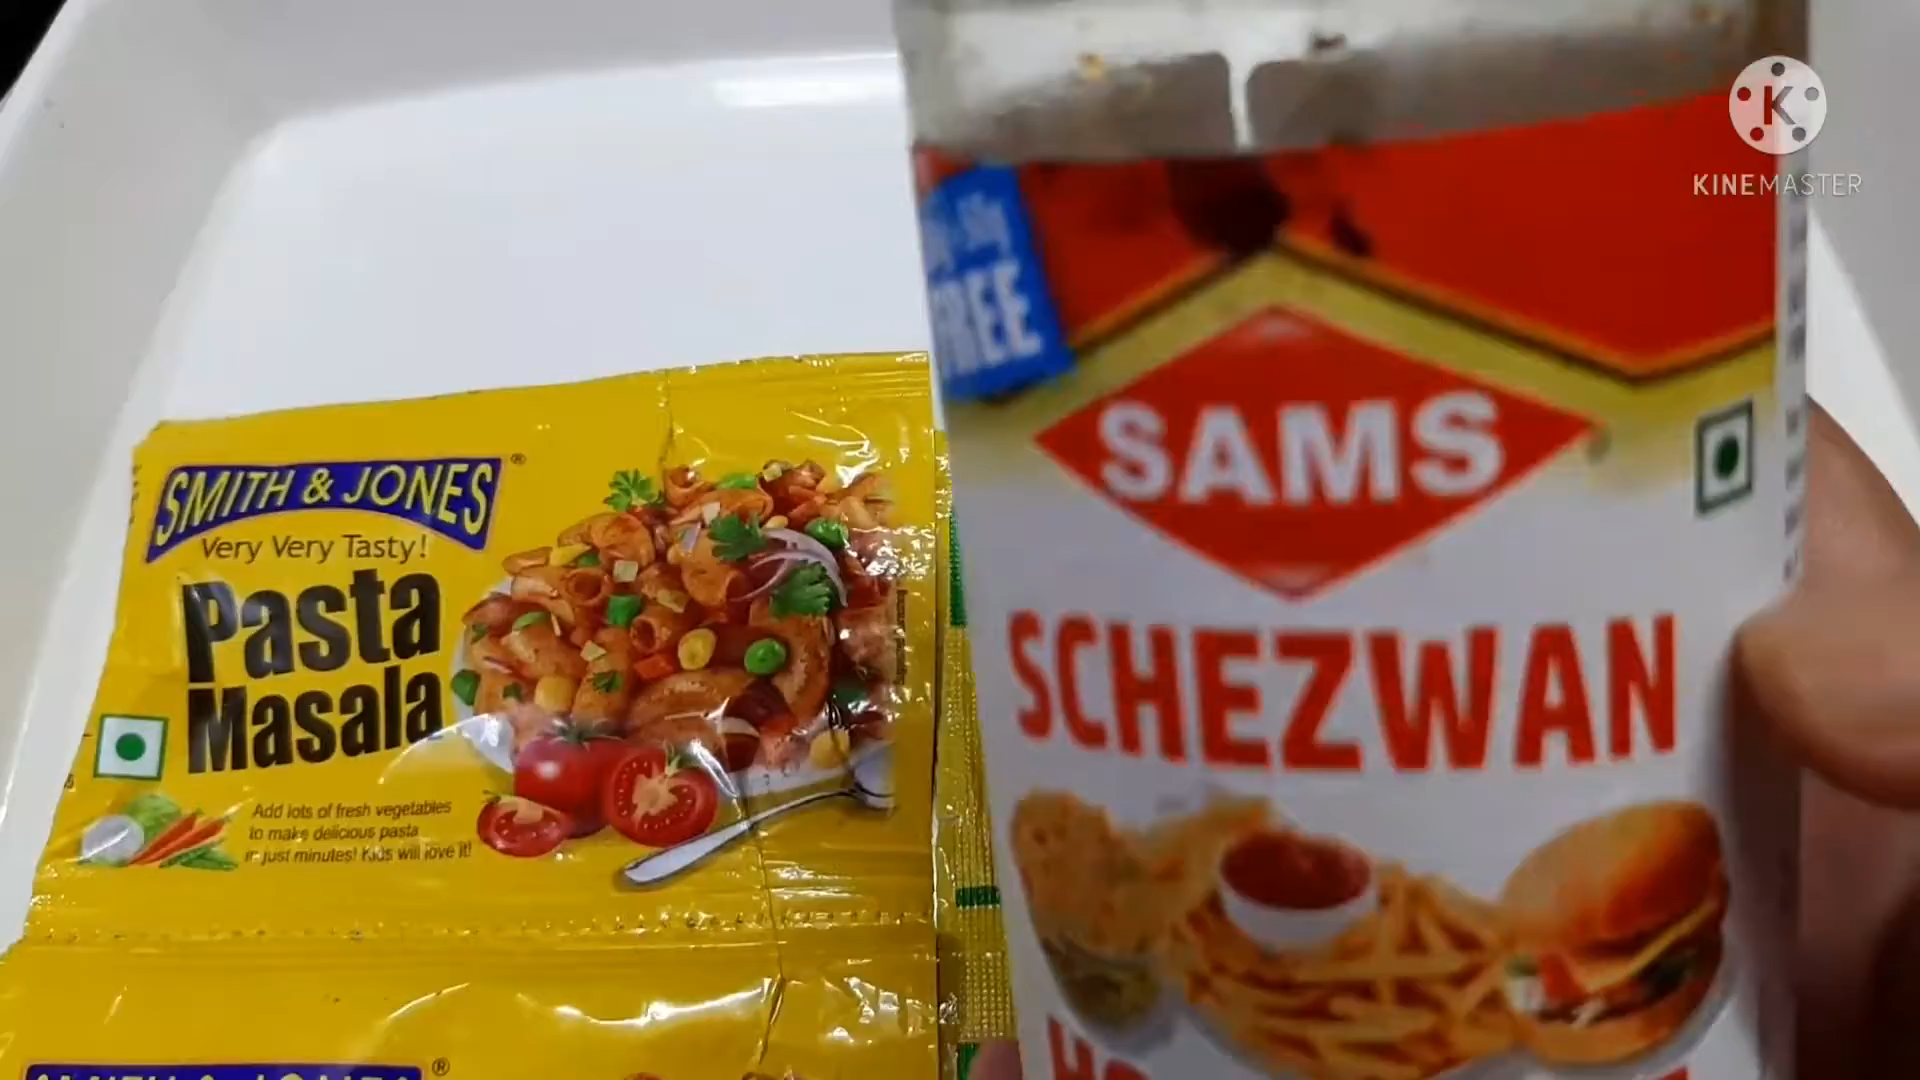 KINEMASTER
SMITH & JONES®
Very Very Tasty!
Pasta
Masala
Add lots of fresh vegetables
to make delicious pasta
in just minutes! Kids will love it!
FREE
SAMS
SCHEZWAN